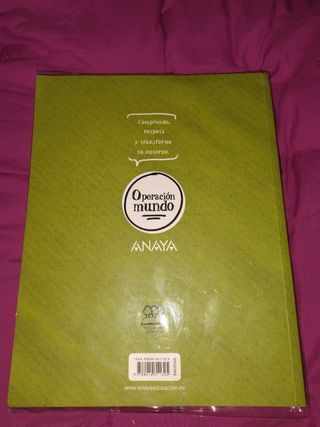 Comprende,
respeta
y transforma
tu entorno.
Operación
mundo
ANAYA
www.anayaeducacion.es